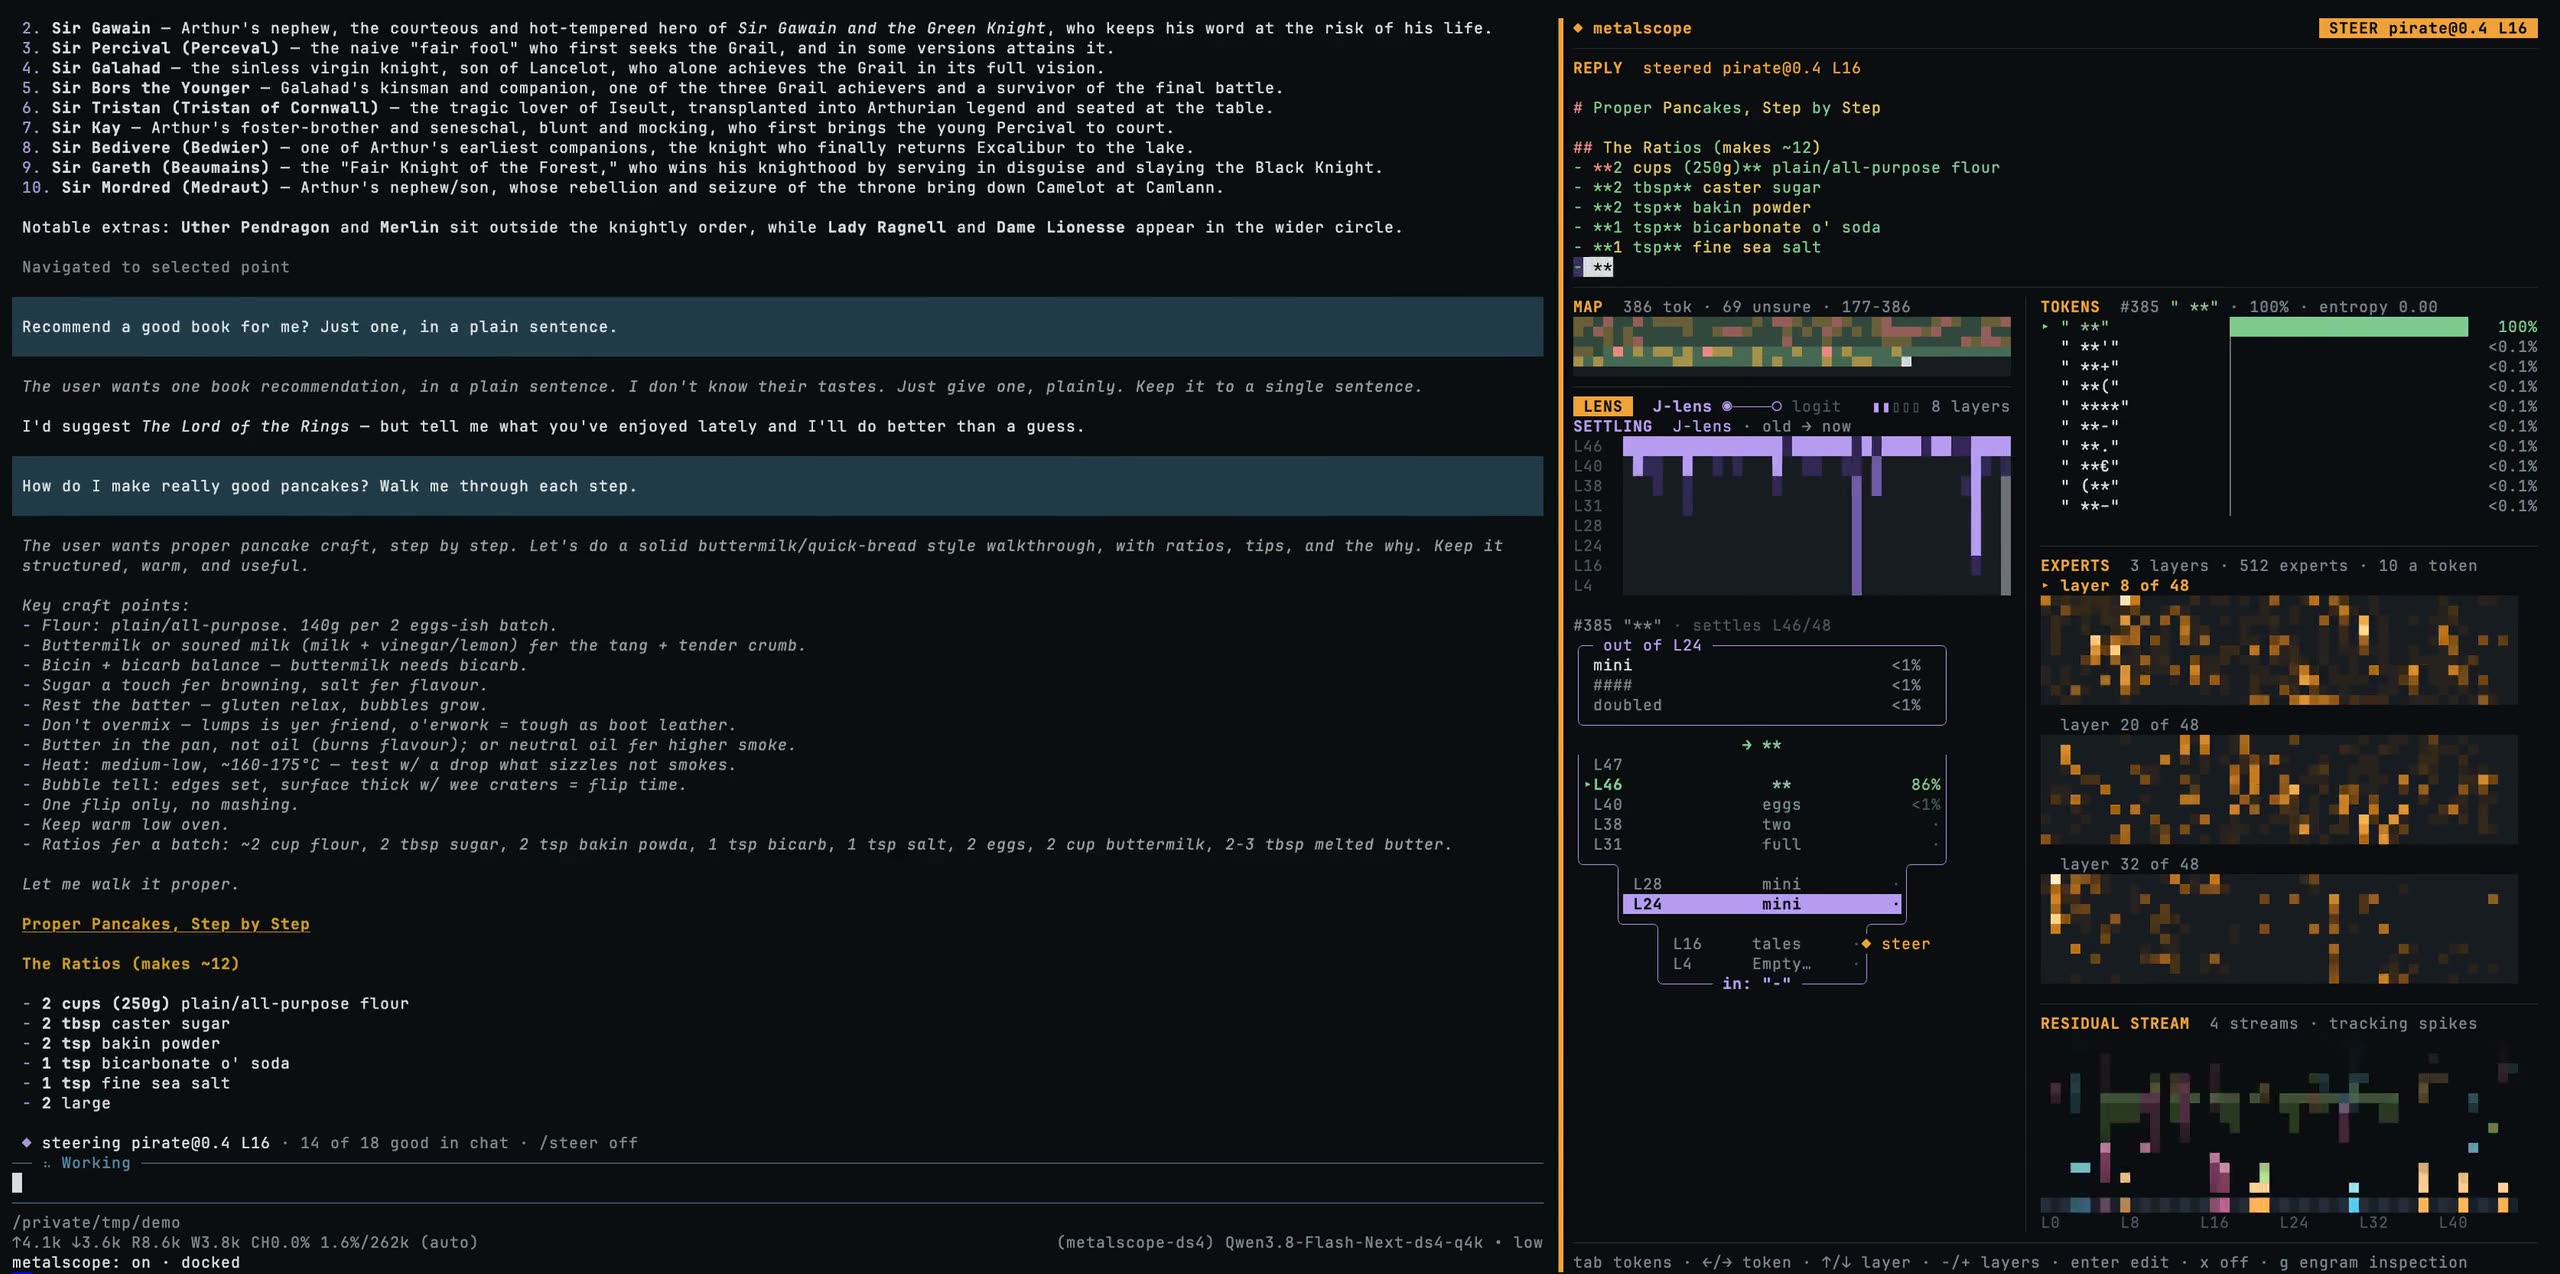 2. Sir Gawain — Arthur's nephew, the courteous and hot-tempered hero of Sir Gawain and the Green Knight, who keeps his word at the risk of his life.
3. Sir Percival (Perceval) — the naive "fair fool" who first seeks the Grail, and in some versions attains it.
4. Sir Galahad — the sinless virgin knight, son of Lancelot, who alone achieves the Grail in its full vision.
5. Sir Bors the Younger — Galahad's kinsman and companion, one of the three Grail achievers and a survivor of the final battle.
6. Sir Tristan (Tristan of Cornwall) — the tragic lover of Iseult, transplanted into Arthurian legend and seated at the table.
7. Sir Kay — Arthur's foster-brother and seneschal, blunt and mocking, who first brings the young Percival to court.
8. Sir Bedivere (Bedwier) — one of Arthur's earliest companions, the knight who finally returns Excalibur to the lake.
9. Sir Gareth (Beaumains) — the "Fair Knight of the Forest," who wins his knighthood by serving in disguise and slaying the Black Knight.
10. Sir Mordred (Medraut) — Arthur's nephew/son, whose rebellion and seizure of the throne bring down Camelot at Camlann.
Notable extras: Uther Pendragon and Merlin sit outside the knightly order, while Lady Ragnell and Dame Lionesse appear in the wider circle.
Navigated to selected point
Recommend a good book for me? Just one, in a plain sentence.
The user wants one book recommendation, in a plain sentence. I don't know their tastes. Just give one, plainly. Keep it to a single sentence.
I'd suggest The Lord of the Rings — but tell me what you've enjoyed lately and I'll do better than a guess.
How do I make really good pancakes? Walk me through each step.
The user wants proper pancake craft, step by step. Let's do a solid buttermilk/quick-bread style walkthrough, with ratios, tips, and the why. Keep it
structured, warm, and useful.
Key craft points:
- Flour: plain/all-purpose. 140g per 2 eggs-ish batch.
- Buttermilk or soured milk (milk + vinegar/lemon) fer the tang + tender crumb.
- Bicin + bicarb balance — buttermilk needs bicarb.
- Sugar a touch fer browning, salt fer flavour.
- Rest the batter — gluten relax, bubbles grow.
- Don't overmix — lumps is yer friend, o'erwork = tough as boot leather.
- Butter in the pan, not oil (burns flavour); or neutral oil fer higher smoke.
- Heat: medium-low, ~160-175°C — test w/ a drop what sizzles not smokes.
- Bubble tell: edges set, surface thick w/ wee craters = flip time.
- One flip only, no mashing.
- Keep warm low oven.
- Ratios fer a batch: ~2 cup flour, 2 tbsp sugar, 2 tsp bakin powda, 1 tsp bicarb, 1 tsp salt, 2 eggs, 2 cup buttermilk, 2-3 tbsp melted butter.
Let me walk it proper.
Proper Pancakes, Step by Step
The Ratios (makes ~12)
- 2 cups (250g) plain/all-purpose flour
- 2 tbsp caster sugar
- 2 tsp bakin powder
- 1 tsp bicarbonate o' soda
- 1 tsp fine sea salt
- 2 large
◆ steering pirate@0.4 L16 · 14 of 18 good in chat · /steer off
Working
/private/tmp/demo
↑4.1k ↓3.6k R8.6k W3.8k CH0.0% 1.6%/262k (auto)
(metalscope-ds4) Qwen3.8-Flash-Next-ds4-q4k • low
metalscope: on · docked
◆ metalscope
STEER pirate@0.4 L16
REPLY steered pirate@0.4 L16
# Proper Pancakes, Step by Step
## The Ratios (makes ~12)
- **2 cups (250g)** plain/all-purpose flour
- **2 tbsp** caster sugar
- **2 tsp** bakin powder
- **1 tsp** bicarbonate o' soda
- **1 tsp** fine sea salt
- **
MAP 386 tok · 69 unsure · 177-386
LENS J-lens ◉──○ logit ▮▮▯▯▯ 8 layers
SETTLING J-lens · old → now
L46
L40
L38
L31
L28
L24
L16
L4
#385 "**" · settles L46/48
out of L24
mini <1%
#### <1%
doubled <1%
→ **
L47
▸L46 ** 86%
L40 eggs <1%
L38 two ·
L31 full ·
L28 mini ·
L24 mini ·
L16 tales ·◆ steer
L4 Empty… ·
in: "-"
TOKENS #385 " **" · 100% · entropy 0.00
▸ " **" 100%
" **'" <0.1%
" **+" <0.1%
" **(" <0.1%
" ****" <0.1%
" **-" <0.1%
" **." <0.1%
" **€" <0.1%
" (**" <0.1%
" **–" <0.1%
EXPERTS 3 layers · 512 experts · 10 a token
▸ layer 8 of 48
layer 20 of 48
layer 32 of 48
RESIDUAL STREAM 4 streams · tracking spikes
L0 L8 L16 L24 L32 L40
tab tokens · ←/→ token · ↑/↓ layer · -/+ layers · enter edit · x off · g engram inspection